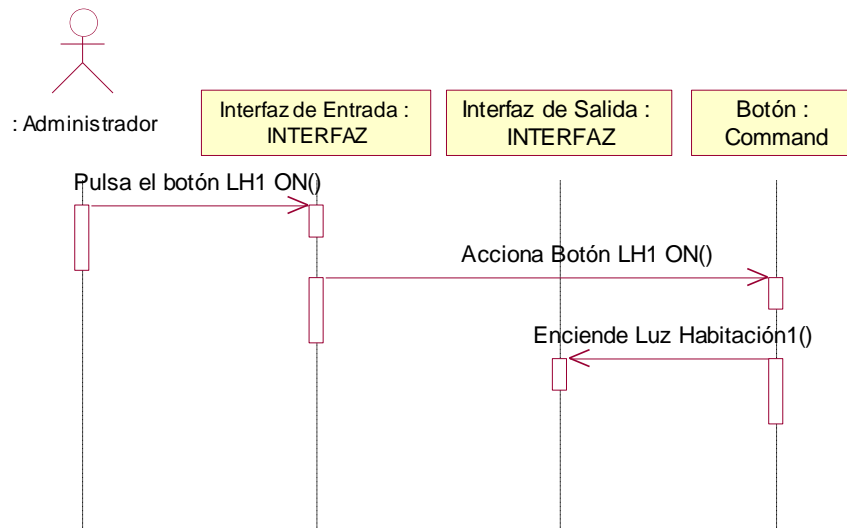 : Administrador
Interfaz de Entrada :
INTERFAZ
Interfaz de Salida :
INTERFAZ
Botón :
Command
Pulsa el botón LH1 ON()
Acciona Botón LH1 ON()
Enciende Luz Habitación1()